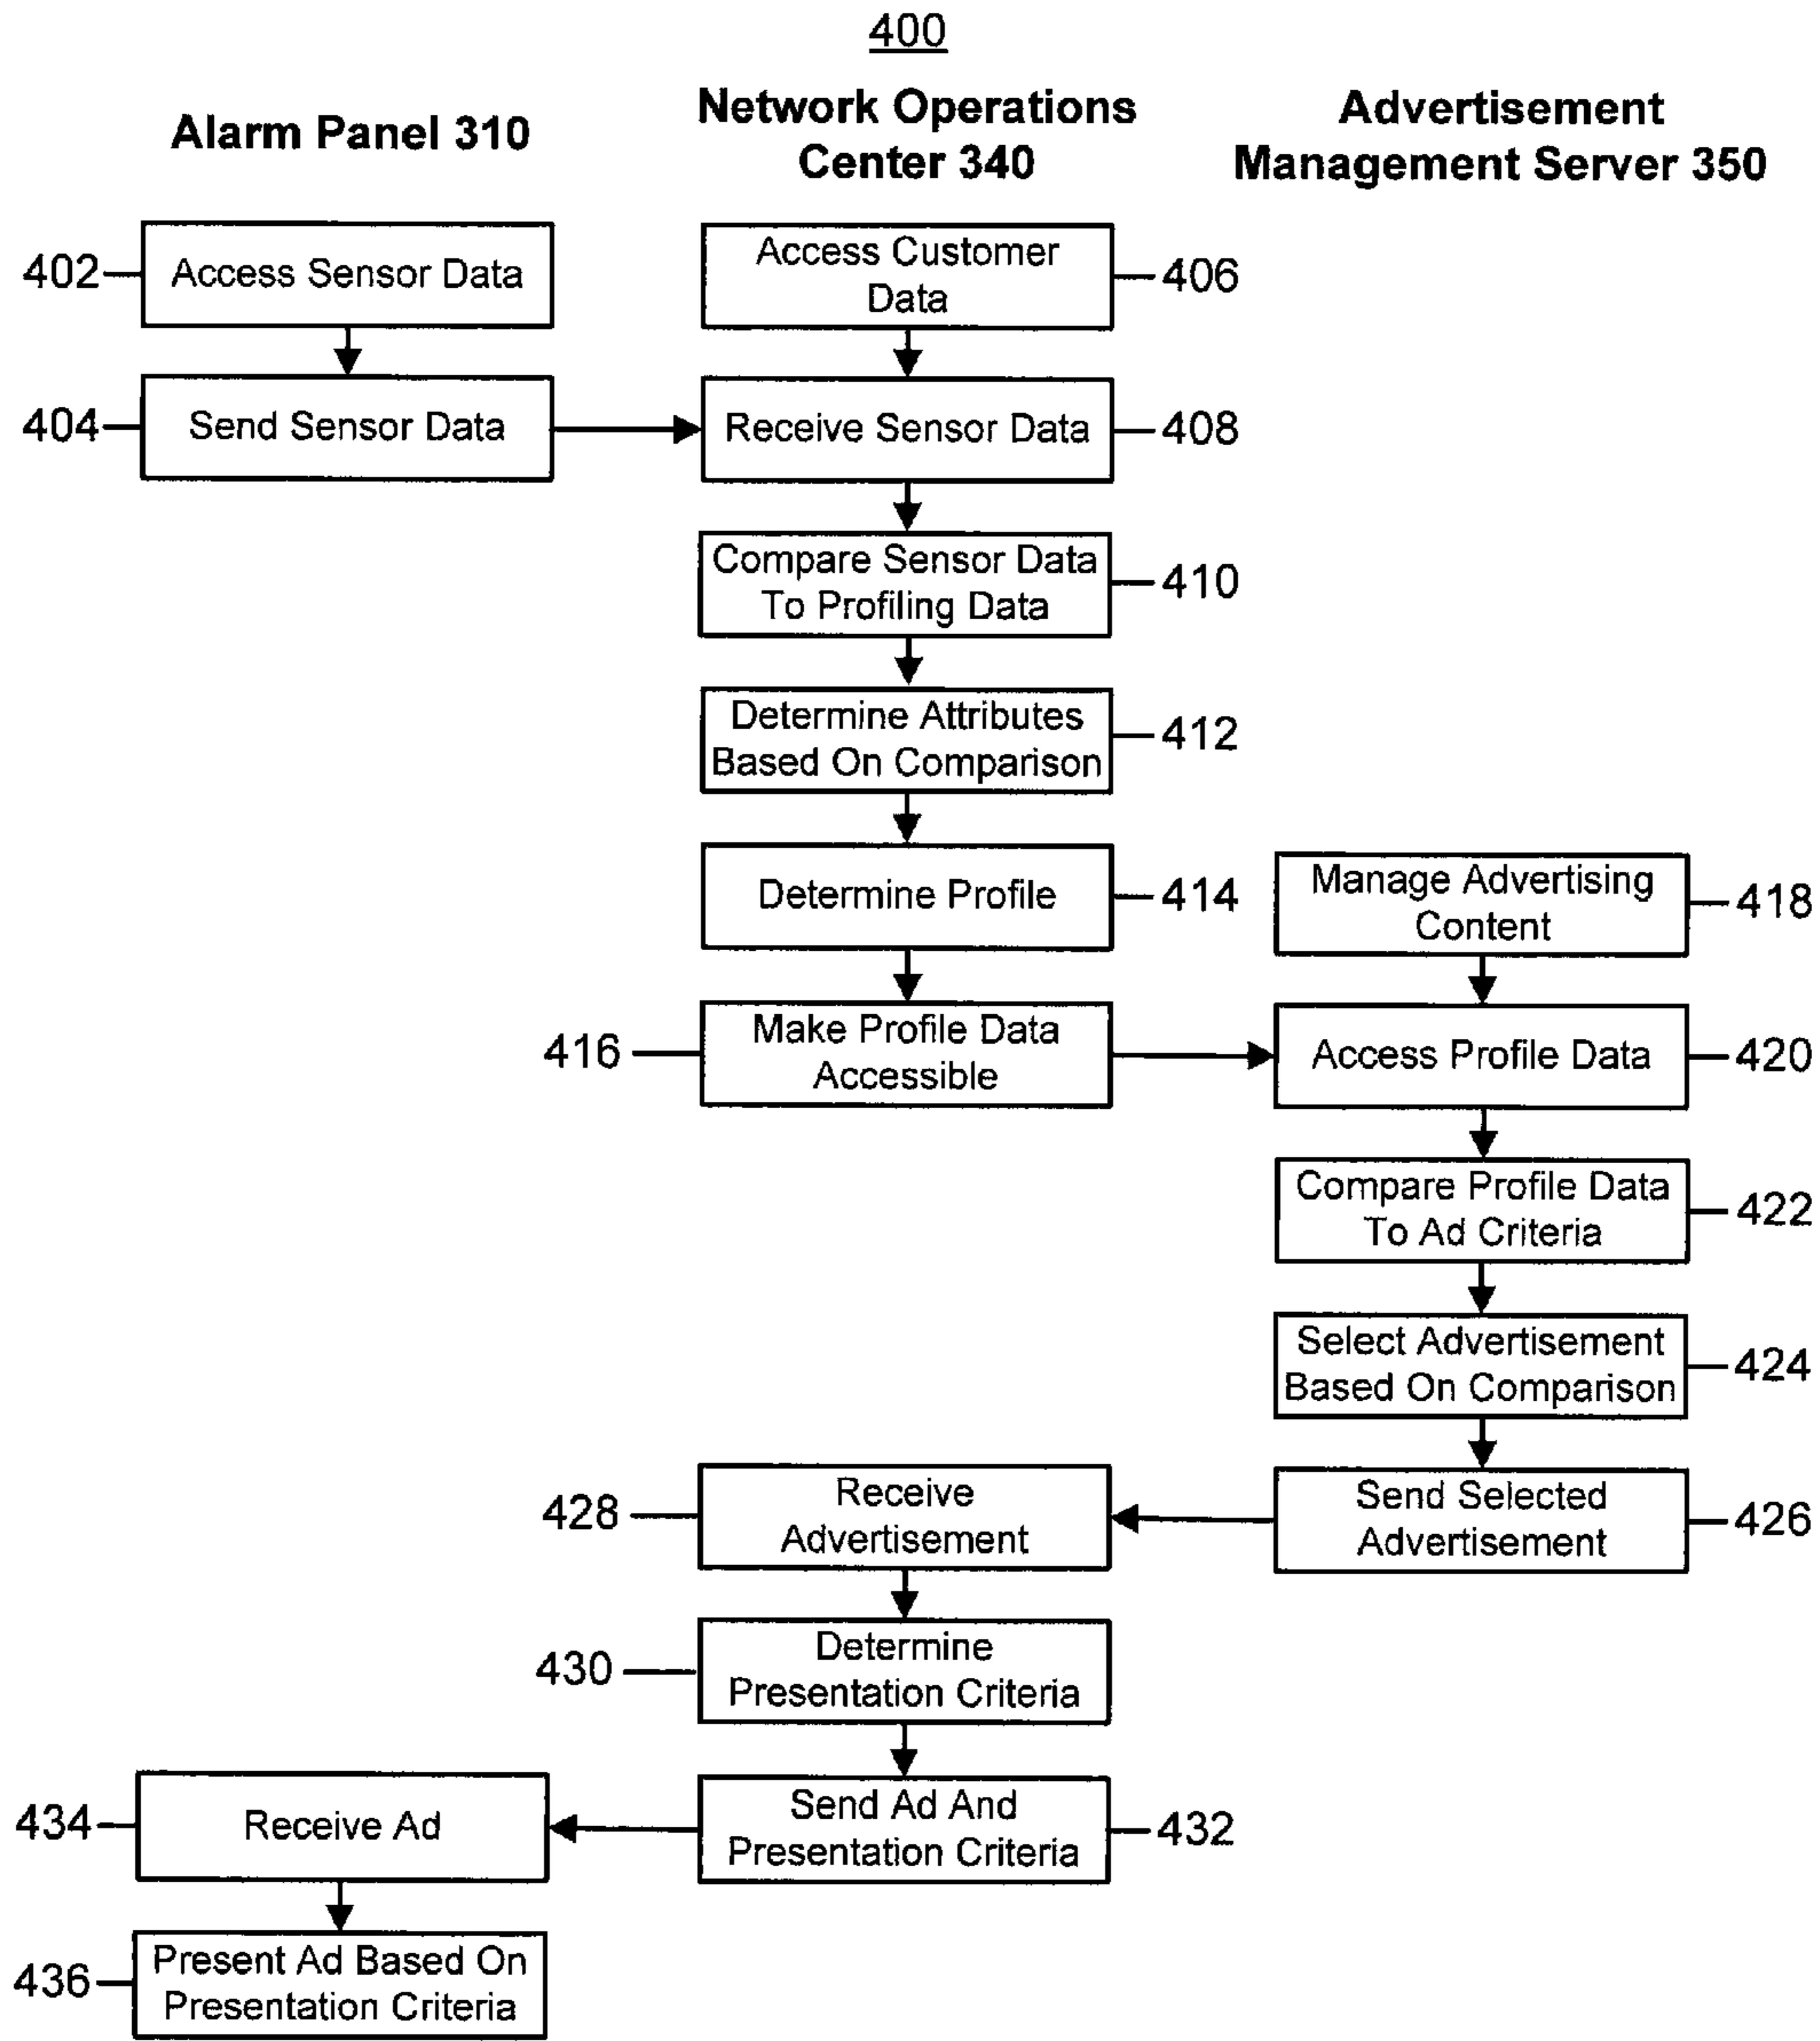 400
Alarm Panel 310
Network Operations
Center 340
Advertisement
Management Server 350
402
Access Sensor Data
Access Customer
Data
406
404
Send Sensor Data
Receive Sensor Data
408
Compare Sensor Data
To Profiling Data
410
Determine Attributes
Based On Comparison
412
Determine Profile
414
Manage Advertising
Content
418
416
Make Profile Data
Accessible
Access Profile Data
420
Compare Profile Data
To Ad Criteria
422
Select Advertisement
Based On Comparison
424
428
Receive
Advertisement
Send Selected
Advertisement
426
430
Determine
Presentation Criteria
434
Receive Ad
Send Ad And
Presentation Criteria
432
436
Present Ad Based On
Presentation Criteria